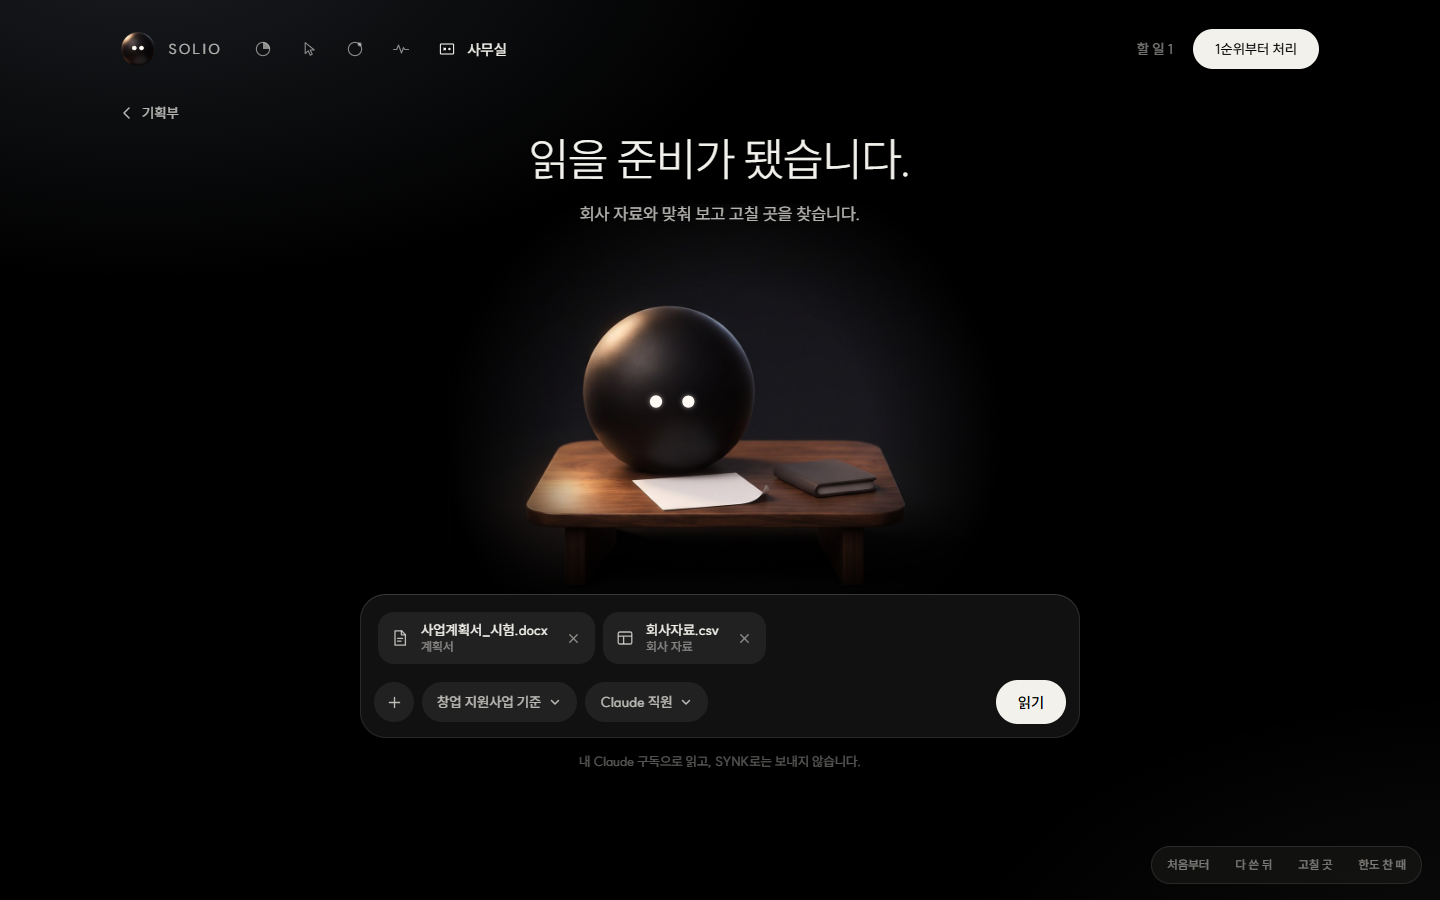 SOLIO
사무실
할 일 1
1순위부터 처리
기획부
읽을 준비가 됐습니다.
회사 자료와 맞춰 보고 고칠 곳을 찾습니다.
사업계획서_시험.docx
계획서
회사자료.csv
회사 자료
창업 지원사업 기준
Claude 직원
읽기
내 Claude 구독으로 읽고, SYNK로는 보내지 않습니다.
처음부터
다 쓴 뒤
고칠 곳
한도 찬 때